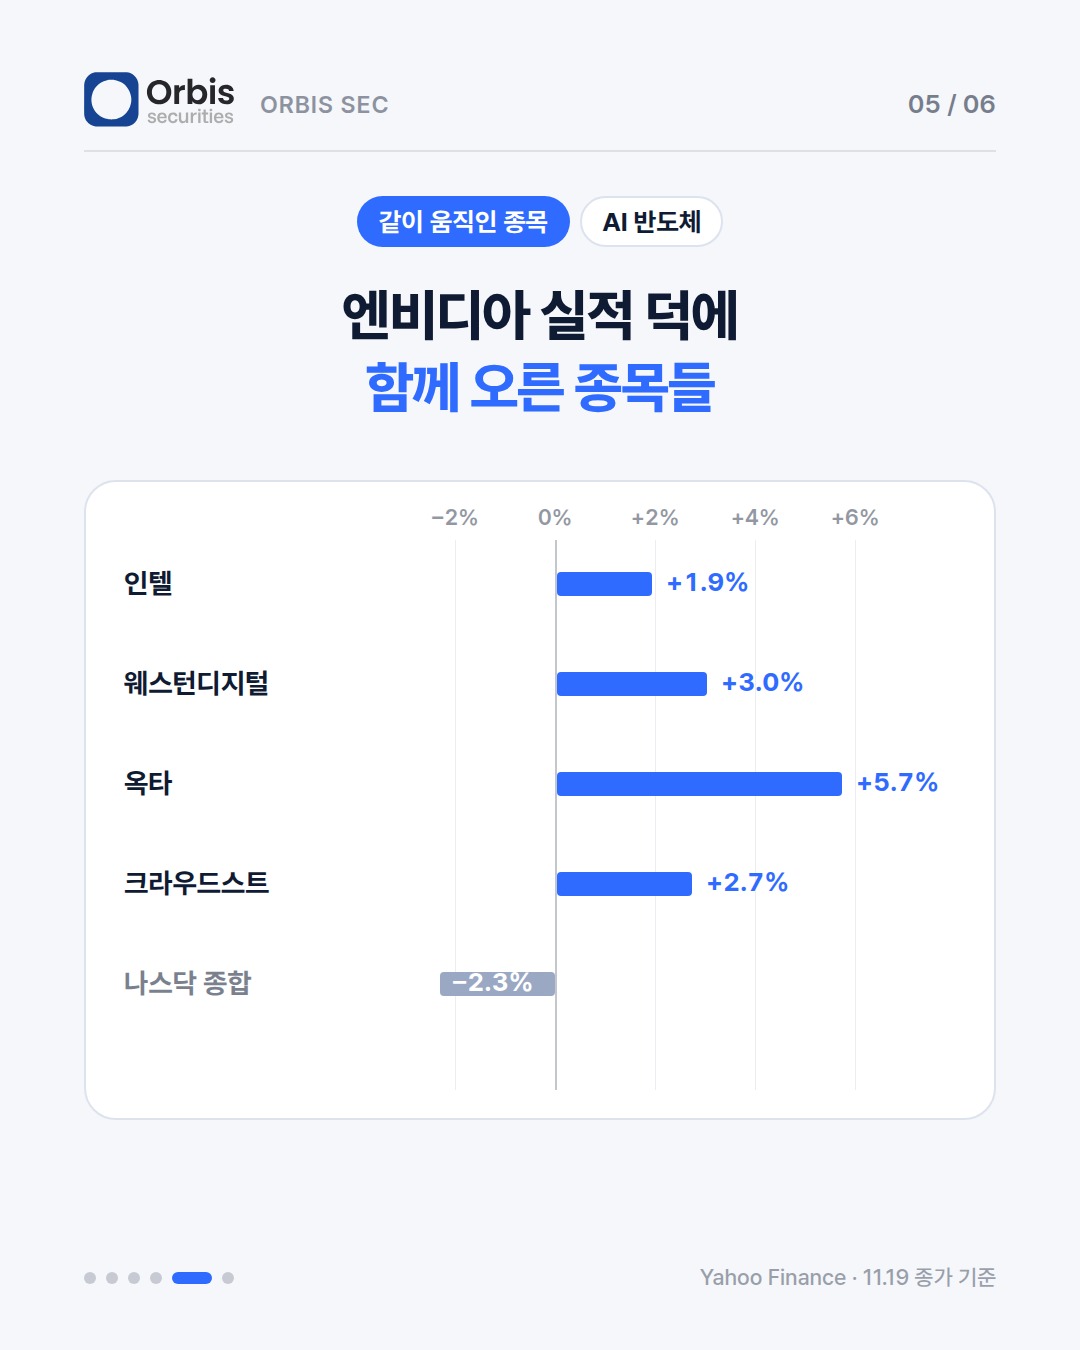 Orbis
securities
ORBIS SEC
05 / 06
같이 움직인 종목
AI 반도체
엔비디아 실적 덕에
함께 오른 종목들
−2% 0% +2% +4% +6%
인텔 +1.9%
웨스턴디지털 +3.0%
옥타 +5.7%
크라우드스트 +2.7%
나스닥 종합 −2.3%
Yahoo Finance · 11.19 종가 기준